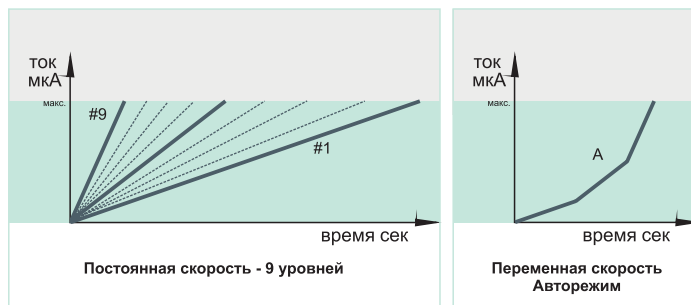 ток
мкА
макс.
#9
#1
время сек
Постоянная скорость - 9 уровней
ток
мкА
макс.
А
время сек
Переменная скорость
Авторежим